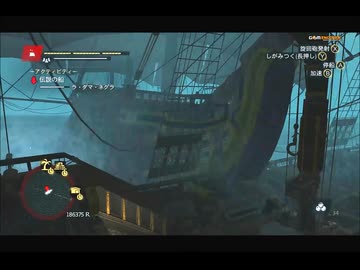 旋回砲発射 X
しがみつく(長押し)
停船 A
加速 B
ーアクティビティー
伝説の船
ラ・ダマ・ネグラ
186375 R